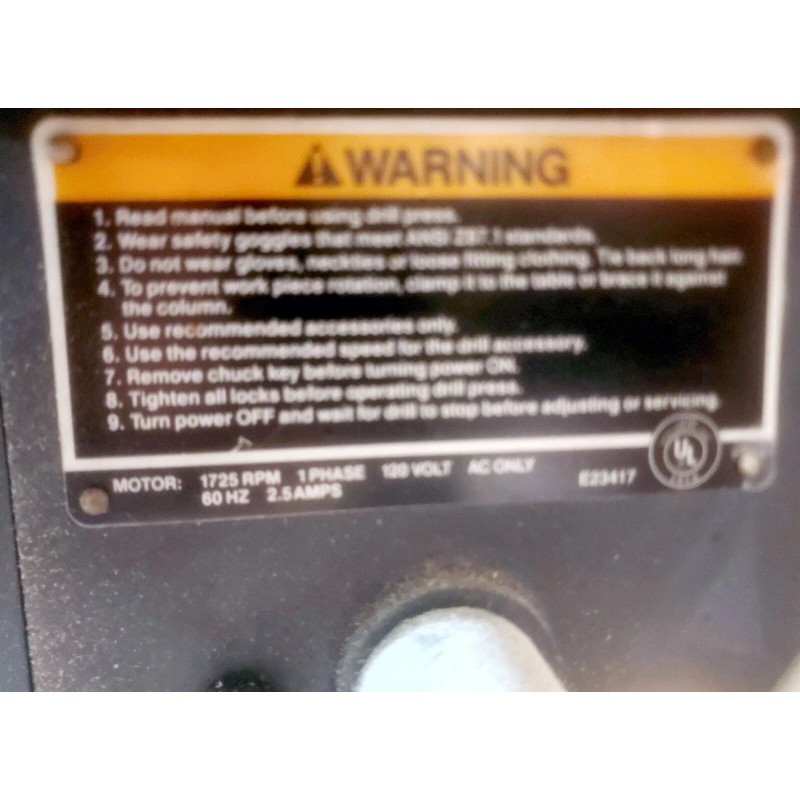 WARNING
1. Read manual before using drill press.
2. Wear safety goggles that meet ANSI Z87.1 standards.
3. Do not wear gloves, neckties or loose fitting clothing. Tie back long hair.
4. To prevent work piece rotation, clamp it to the table or brace it against
the column.
5. Use recommended accessories only.
6. Use the recommended speed for the drill accessory.
7. Remove chuck key before turning power ON.
8. Tighten all locks before operating drill press.
9. Turn power OFF and wait for drill to stop before adjusting or servicing.
MOTOR: 1725 RPM 1 PHASE 120 VOLT AC ONLY
60 HZ 2.5 AMPS
E23417
UL